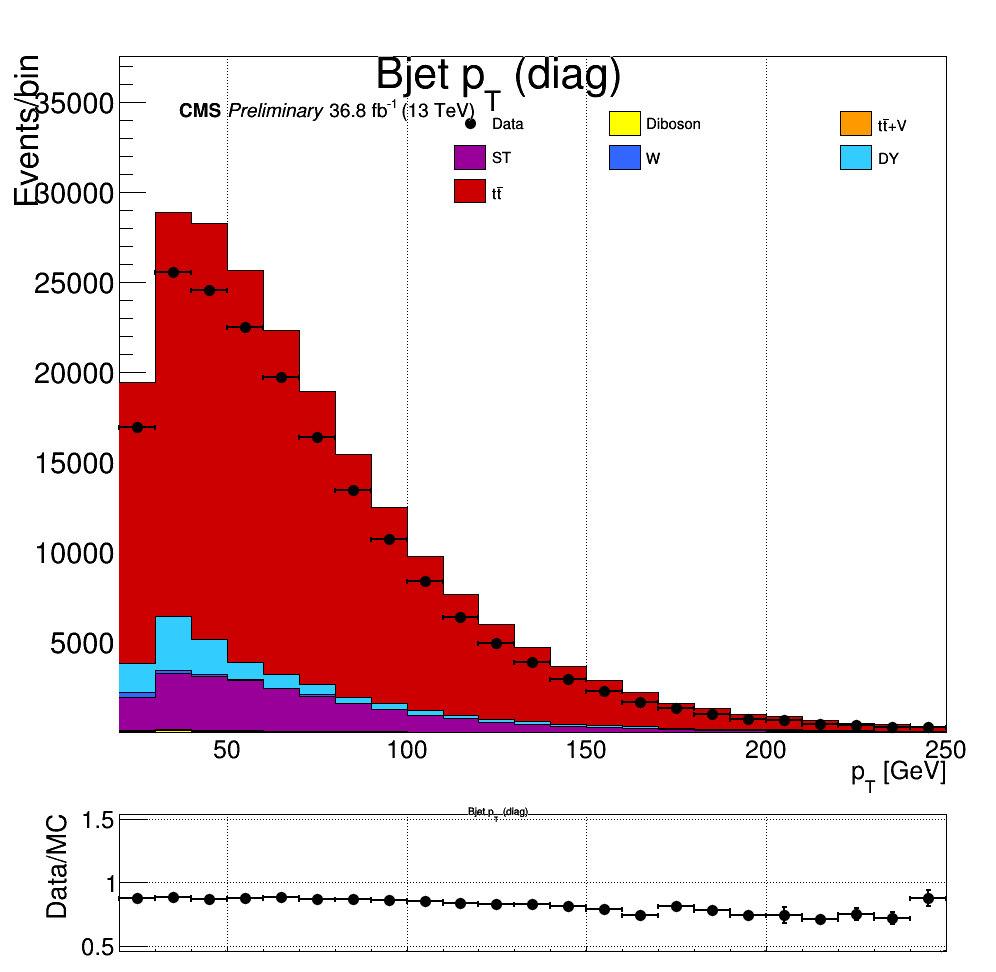 Bjet p_T (diag)
CMS Preliminary 36.8 fb⁻¹ (13 TeV)
Events/bin
Data
Diboson
tt̄+V
ST
W
DY
tt̄
35000
30000
25000
20000
15000
10000
5000
50 100 150 200 250
p_T [GeV]
Bjet p_T (diag)
Data/MC
1.5
1
0.5